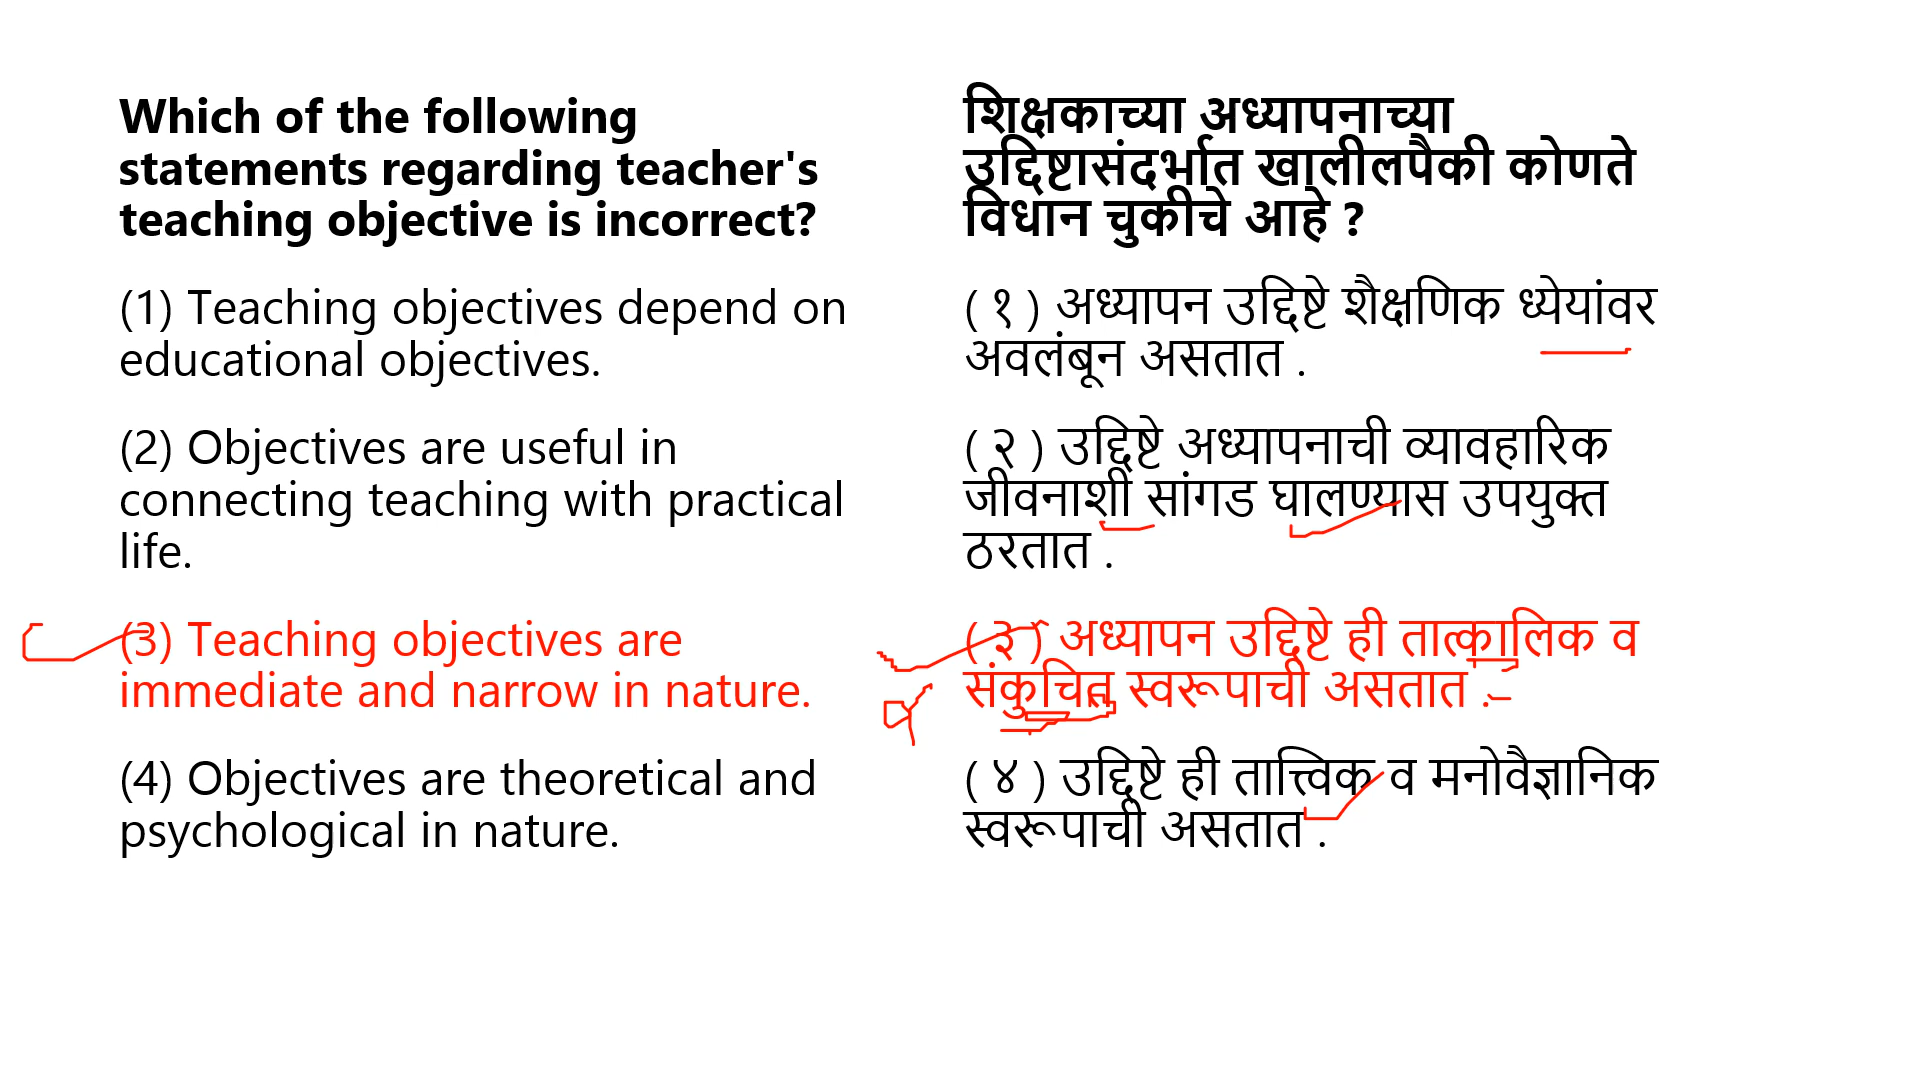 Which of the following
statements regarding teacher's
teaching objective is incorrect?
(1) Teaching objectives depend on
educational objectives.
(2) Objectives are useful in
connecting teaching with practical
life.
(3) Teaching objectives are
immediate and narrow in nature.
(4) Objectives are theoretical and
psychological in nature.
शिक्षकाच्या अध्यापनाच्या
उद्दिष्टासंदर्भात खालीलपैकी कोणते
विधान चुकीचे आहे ?
( १ ) अध्यापन उद्दिष्टे शैक्षणिक ध्येयांवर
अवलंबून असतात .
( २ ) उद्दिष्टे अध्यापनाची व्यावहारिक
जीवनाशी सांगड घालण्यास उपयुक्त
ठरतात .
( ३ ) अध्यापन उद्दिष्टे ही तात्कालिक व
संकुचित स्वरूपाची असतात .
( ४ ) उद्दिष्टे ही तात्त्विक व मनोवैज्ञानिक
स्वरूपाची असतात .